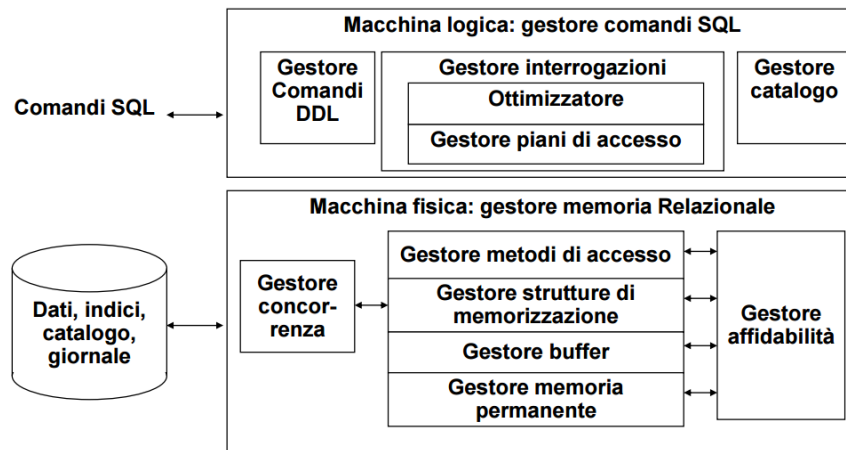 Macchina logica: gestore comandi SQL
Comandi SQL
Gestore
Comandi
DDL
Gestore interrogazioni
Ottimizzatore
Gestore piani di accesso
Gestore
catalogo
Macchina fisica: gestore memoria Relazionale
Dati, indici,
catalogo,
giornale
Gestore
concor-
renza
Gestore metodi di accesso
Gestore strutture di
memorizzazione
Gestore buffer
Gestore memoria
permanente
Gestore
affidabilità